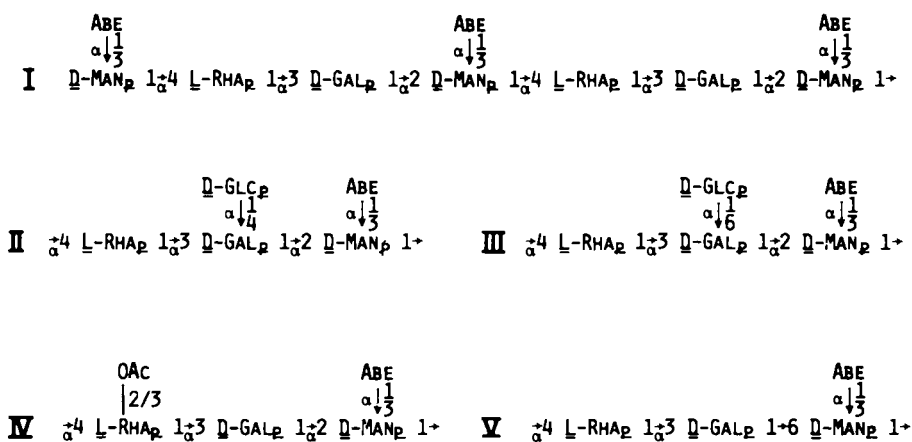 ABE ABE ABE
α↓1/3 α↓1/3 α↓1/3
I D-MANp 1→α4 L-RHAp 1→α3 D-GALp 1→α2 D-MANp 1→α4 L-RHAp 1→α3 D-GALp 1→α2 D-MANp 1→
D-GLCp ABE D-GLCp ABE
α↓1/4 α↓1/3 α↓1/6 α↓1/3
II →α4 L-RHAp 1→α3 D-GALp 1→α2 D-MANp 1→ III →α4 L-RHAp 1→α3 D-GALp 1→α2 D-MANp 1→
OAc ABE ABE
|2/3 α↓1/3 α↓1/3
IV →α4 L-RHAp 1→α3 D-GALp 1→α2 D-MANp 1→ V →α4 L-RHAp 1→α3 D-GALp 1→6 D-MANp 1→